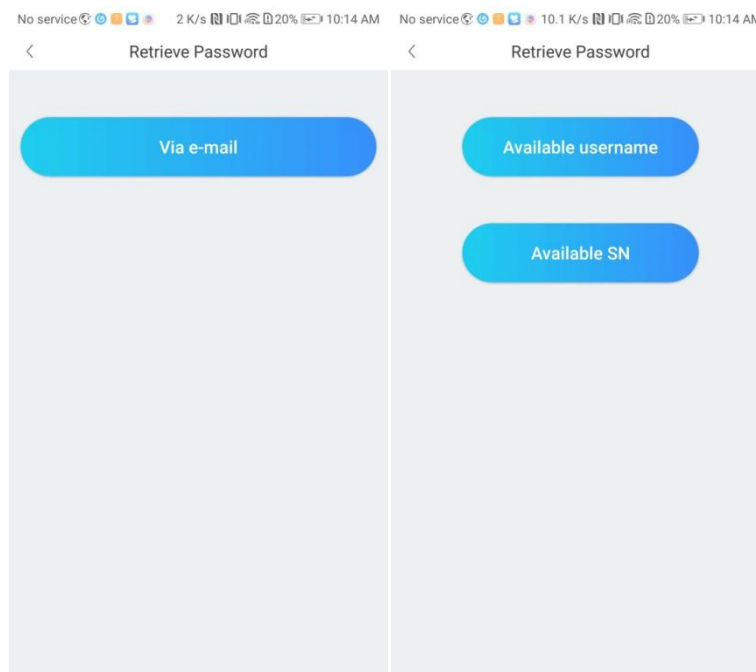 No service 2 K/s 20% 10:14 AM
Retrieve Password
Via e-mail
No service 10.1 K/s 20% 10:14 AM
Retrieve Password
Available username
Available SN